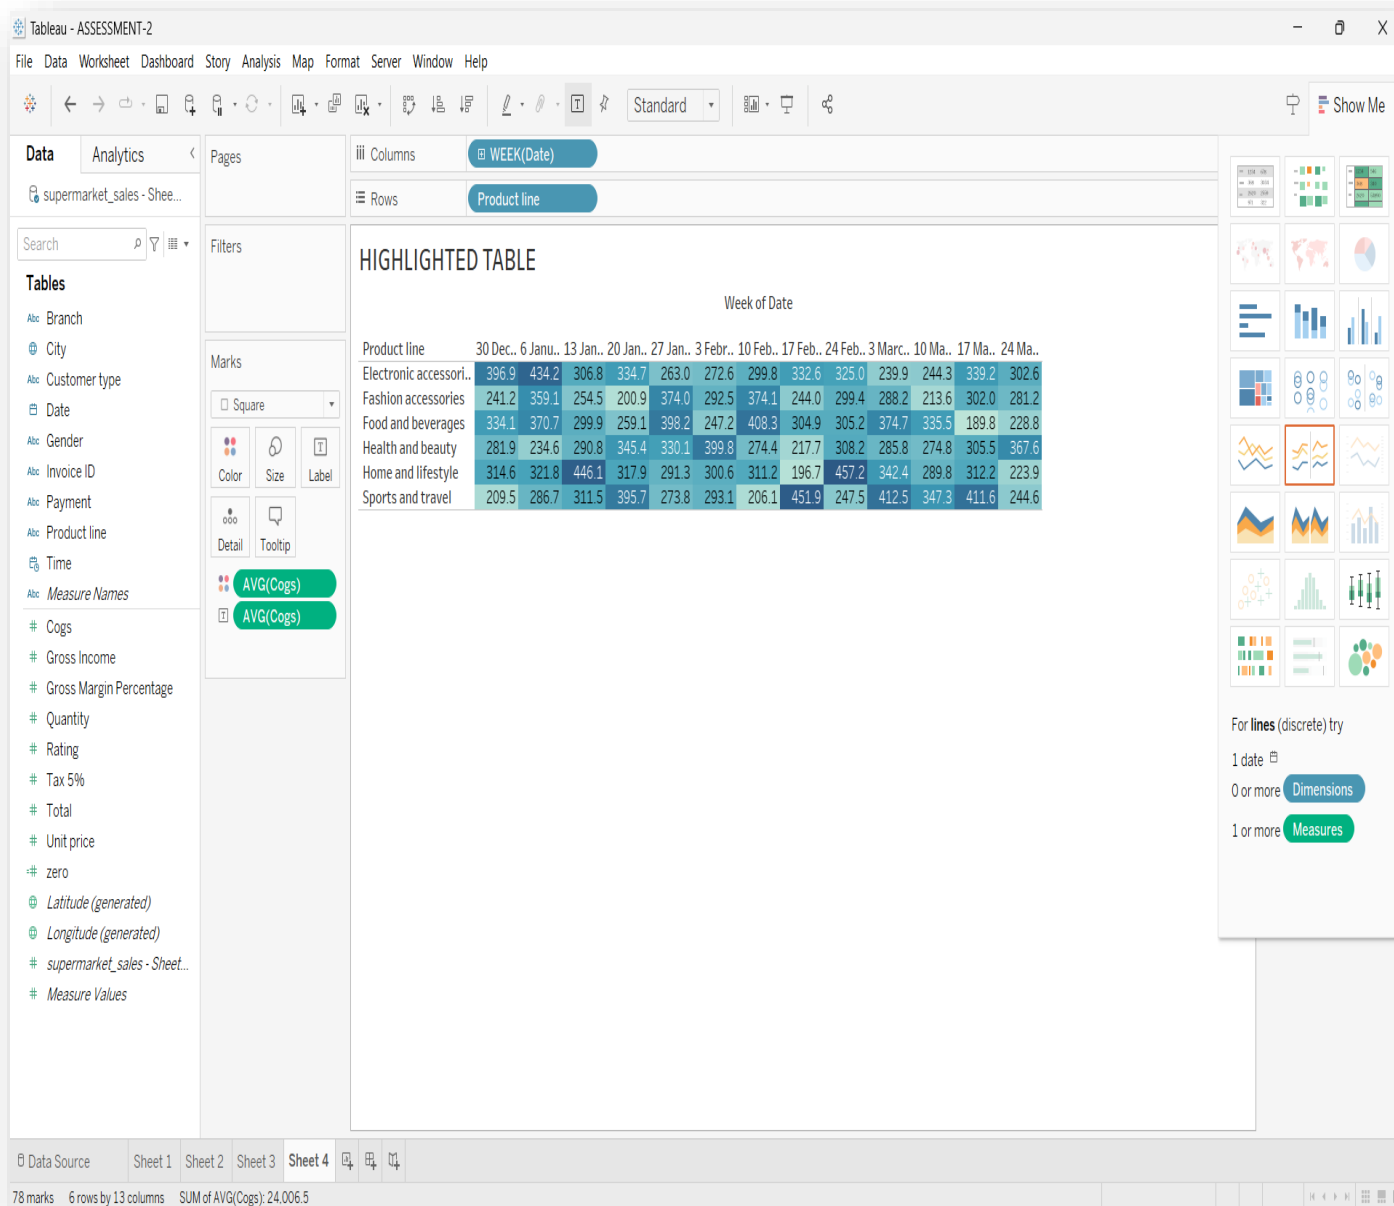 Tableau - ASSESSMENT-2
File Data Worksheet Dashboard Story Analysis Map Format Server Window Help
Standard
Show Me
Data Analytics
supermarket_sales - Shee...
Search
Tables
Abc Branch
City
Abc Customer type
Date
Abc Gender
Abc Invoice ID
Abc Payment
Abc Product line
Time
Abc Measure Names
# Cogs
# Gross Income
# Gross Margin Percentage
# Quantity
# Rating
# Tax 5%
# Total
# Unit price
=# zero
Latitude (generated)
Longitude (generated)
# supermarket_sales - Sheet...
# Measure Values
Pages
Filters
Marks
Square
Color Size Label
Detail Tooltip
AVG(Cogs)
AVG(Cogs)
Columns WEEK(Date)
Rows Product line
HIGHLIGHTED TABLE
Week of Date
Product line 30 Dec.. 6 Janu.. 13 Jan.. 20 Jan.. 27 Jan.. 3 Febr.. 10 Feb.. 17 Feb.. 24 Feb.. 3 Marc.. 10 Ma.. 17 Ma.. 24 Ma..
Electronic accessori.. 396.9 434.2 306.8 334.7 263.0 272.6 299.8 332.6 325.0 239.9 244.3 339.2 302.6
Fashion accessories 241.2 359.1 254.5 200.9 374.0 292.5 374.1 244.0 299.4 288.2 213.6 302.0 281.2
Food and beverages 334.1 370.7 299.9 259.1 398.2 247.2 408.3 304.9 305.2 374.7 335.5 189.8 228.8
Health and beauty 281.9 234.6 290.8 345.4 330.1 399.8 274.4 217.7 308.2 285.8 274.8 305.5 367.6
Home and lifestyle 314.6 321.8 446.1 317.9 291.3 300.6 311.2 196.7 457.2 342.4 289.8 312.2 223.9
Sports and travel 209.5 286.7 311.5 395.7 273.8 293.1 206.1 451.9 247.5 412.5 347.3 411.6 244.6
For lines (discrete) try
1 date
0 or more Dimensions
1 or more Measures
Data Source Sheet 1 Sheet 2 Sheet 3 Sheet 4
78 marks 6 rows by 13 columns SUM of AVG(Cogs): 24,006.5